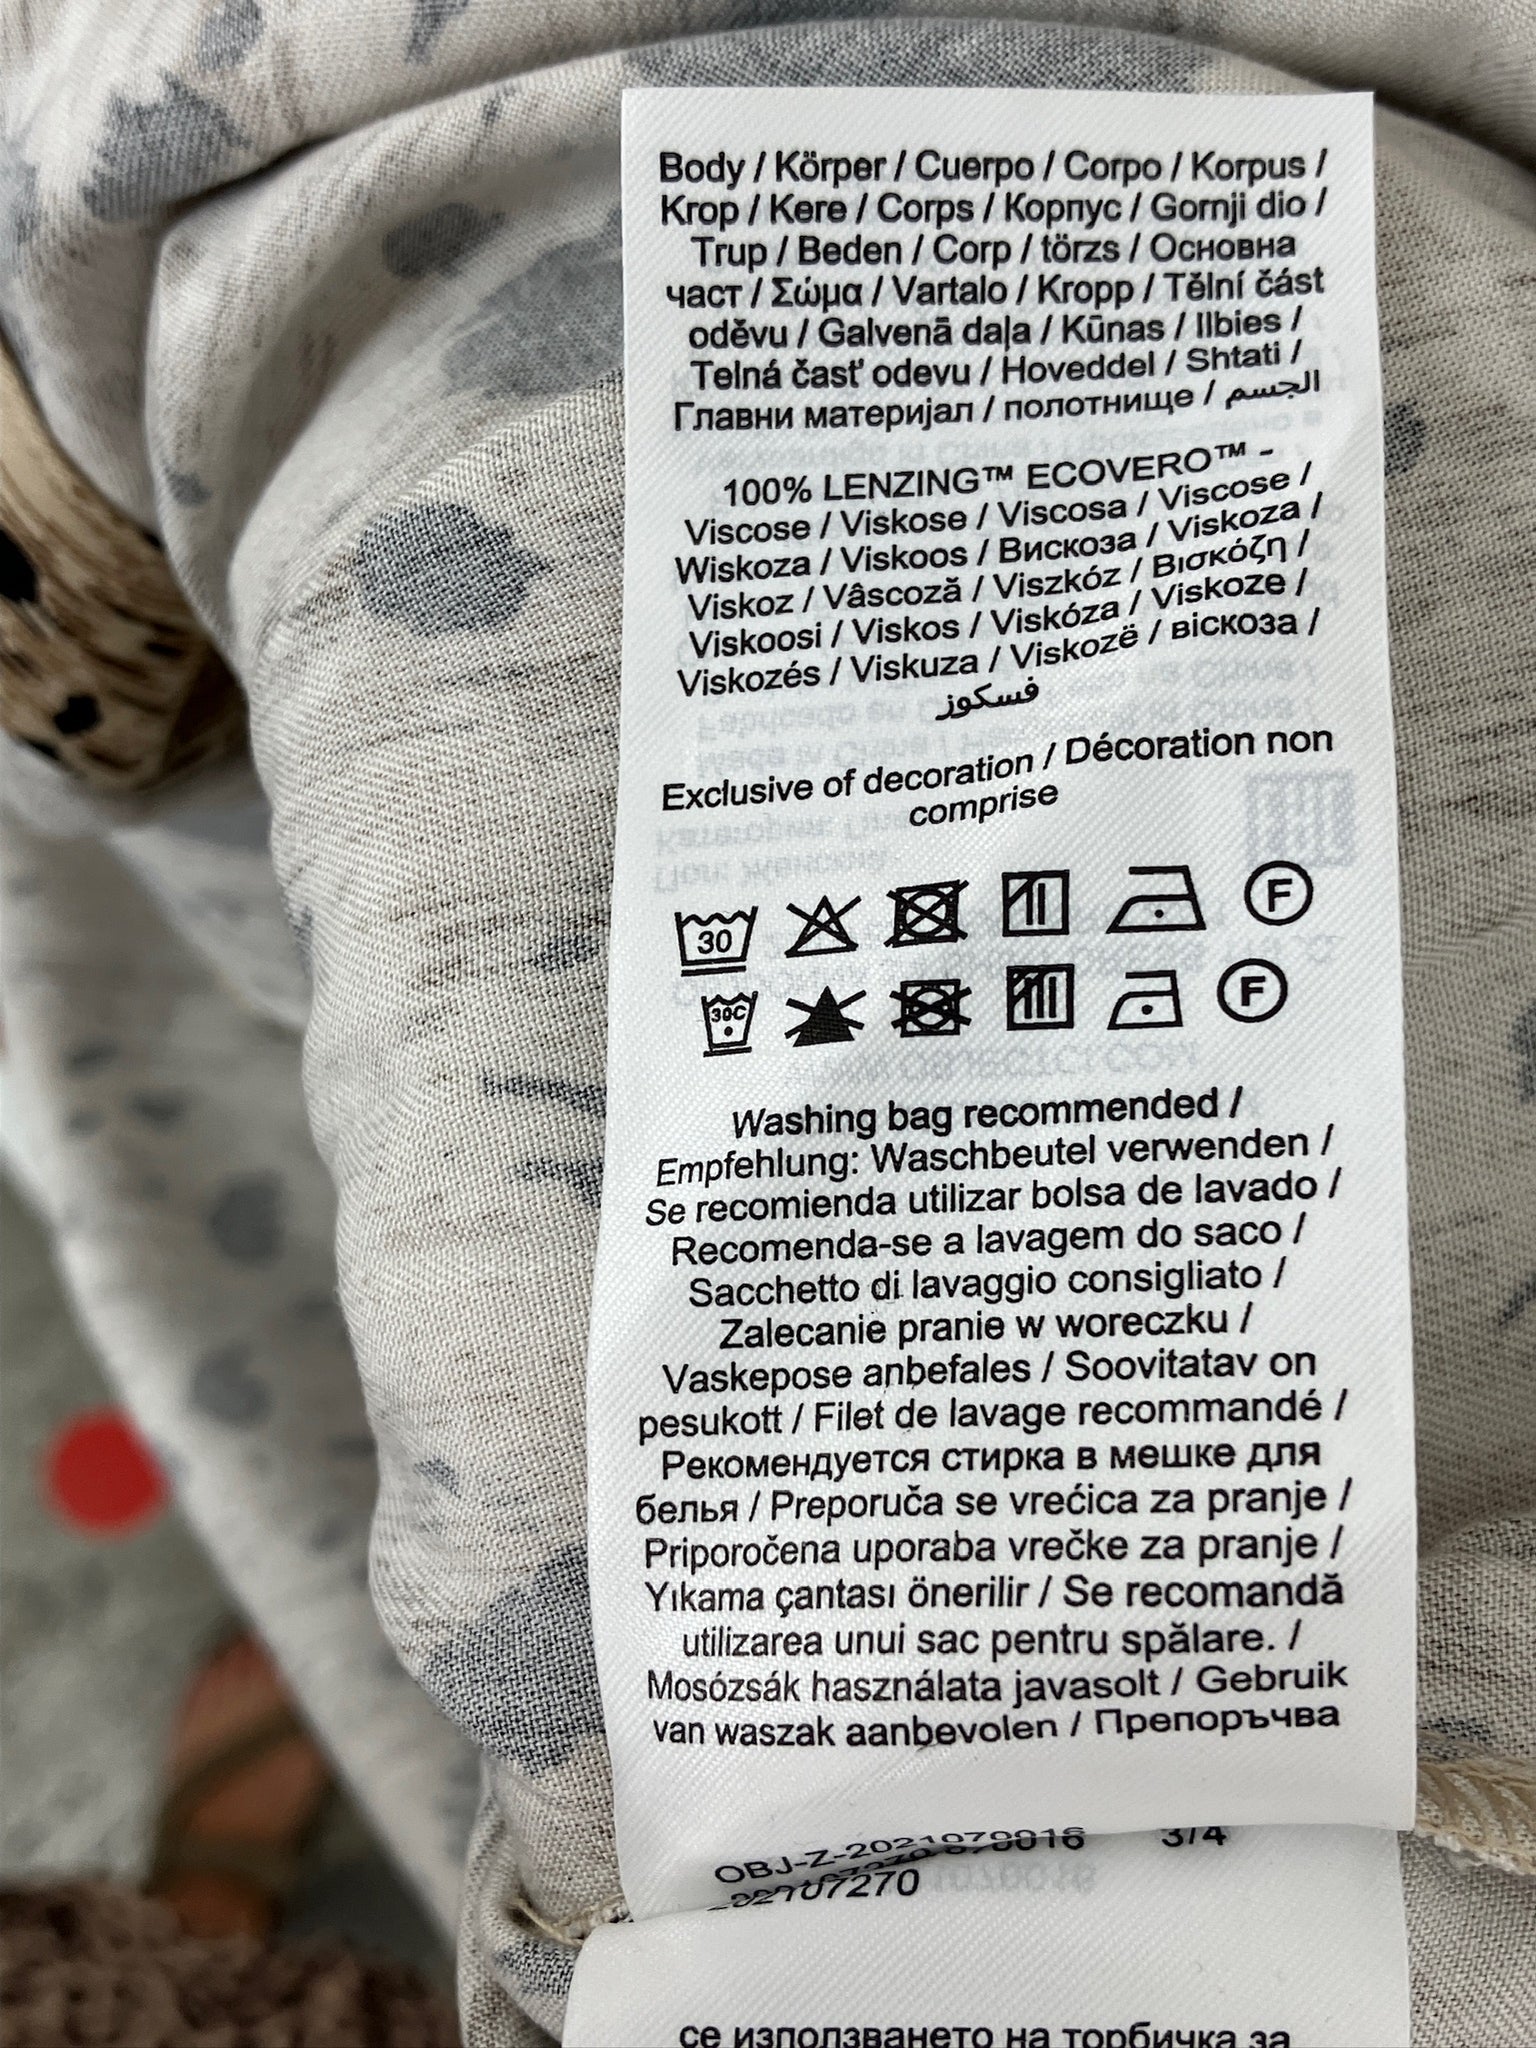 Body / Körper / Cuerpo / Corpo / Korpus /
Krop / Kere / Corps / Корпус / Gornji dio /
Trup / Beden / Corp / törzs / Основна
част / Σώμα / Vartalo / Kropp / Tělní část
oděvu / Galvenā daļa / Kūnas / Ilbies /
Telná časť odevu / Hoveddel / Shtati /
Главни материјал / полотнище / الجسم
100% LENZING™ ECOVERO™ -
Viscose / Viskose / Viscosa / Viscose /
Wiskoza / Viskoos / Вискоза / Viskoza /
Viskoz / Vâscoză / Viszkóz / Βισκόζη /
Viskoosi / Viskos / Viskóza / Viskoze /
Viskozés / Viskuza / Viskozë / віскоза /
فسكوز
Exclusive of decoration / Décoration non
comprise
30 F
30C F
Washing bag recommended /
Empfehlung: Waschbeutel verwenden /
Se recomienda utilizar bolsa de lavado /
Recomenda-se a lavagem do saco /
Sacchetto di lavaggio consigliato /
Zalecanie pranie w woreczku /
Vaskepose anbefales / Soovitatav on
pesukott / Filet de lavage recommandé /
Рекомендуется стирка в мешке для
белья / Preporuča se vrećica za pranje /
Priporočena uporaba vrečke za pranje /
Yıkama çantası önerilir / Se recomandă
utilizarea unui sac pentru spălare. /
Mosózsák használata javasolt / Gebruik
van waszak aanbevolen / Препоръчва
OBJ-Z-2021070016 3/4
202107270
се използването на торбичка за